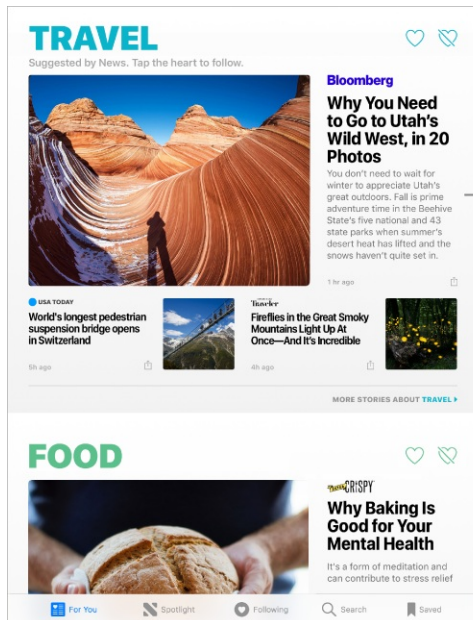 TRAVEL
Suggested by News. Tap the heart to follow.
Bloomberg
Why You Need
to Go to Utah's
Wild West, in 20
Photos
You don't need to wait for
winter to appreciate Utah's
great outdoors. Fall is prime
adventure time in the Beehive
State's five national and 43
state parks when summer's
desert heat has lifted and the
snows haven't quite set in.
1 hr ago
USA TODAY
World's longest pedestrian
suspension bridge opens
in Switzerland
5h ago
Traveler
Fireflies in the Great Smoky
Mountains Light Up At
Once—And It's Incredible
4h ago
MORE STORIES ABOUT TRAVEL
FOOD
CRISPY
Why Baking Is
Good for Your
Mental Health
It's a form of meditation and
can contribute to stress relief
For You
Spotlight
Following
Search
Saved